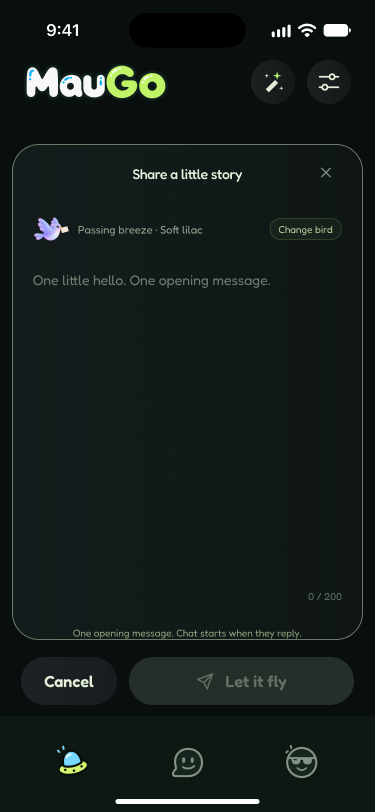 9:41
MauGo
Share a little story
Passing breeze · Soft lilac
Change bird
One little hello. One opening message.
0 / 200
One opening message. Chat starts when they reply.
Cancel
Let it fly